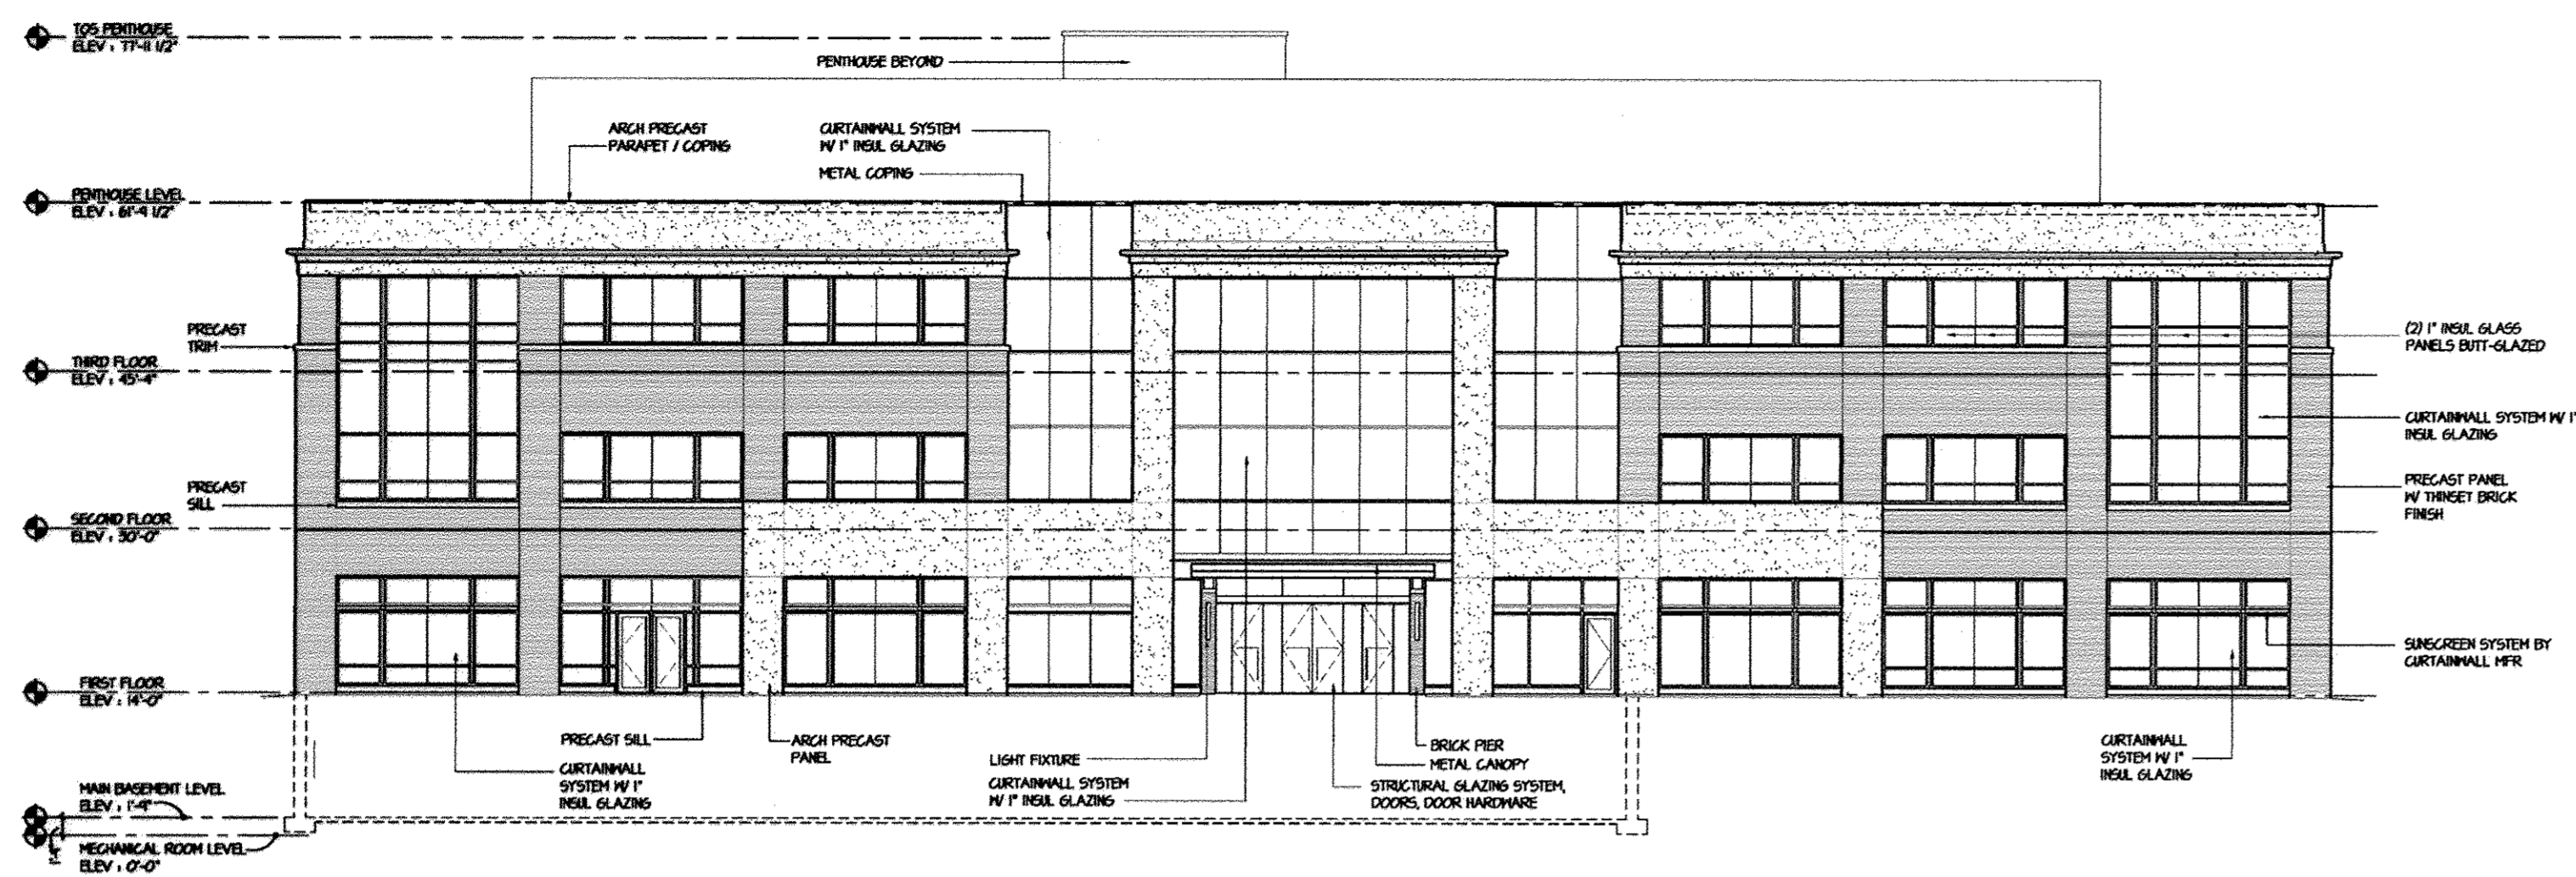 TOS PENTHOUSE
ELEV : 77'-11 1/2"
PENTHOUSE BEYOND
ARCH PRECAST
PARAPET / COPING
CURTAINWALL SYSTEM
W/ 1" INSUL GLAZING
METAL COPING
PENTHOUSE LEVEL
ELEV : 61'-9 1/2"
PRECAST
TRIM
THIRD FLOOR
ELEV : 45'-4"
PRECAST
SILL
SECOND FLOOR
ELEV : 30'-0"
FIRST FLOOR
ELEV : 14'-0"
MAIN BASEMENT LEVEL
ELEV : 1'-9"
MECHANICAL ROOM LEVEL
ELEV : 0'-0"
PRECAST SILL
CURTAINWALL
SYSTEM W/ 1"
INSUL GLAZING
ARCH PRECAST
PANEL
LIGHT FIXTURE
CURTAINWALL SYSTEM
W/ 1" INSUL GLAZING
BRICK PIER
METAL CANOPY
STRUCTURAL GLAZING SYSTEM,
DOORS, DOOR HARDWARE
(2) 1" INSUL GLASS
PANELS BUTT-GLAZED
CURTAINWALL SYSTEM W/ 1"
INSUL GLAZING
PRECAST PANEL
W/ THINSET BRICK
FINISH
SUNSCREEN SYSTEM BY
CURTAINWALL MFR
CURTAINWALL
SYSTEM W/ 1"
INSUL GLAZING